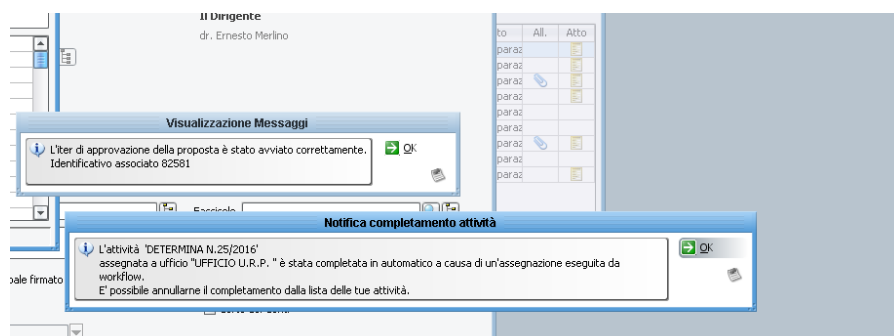 Il Dirigente
dr. Ernesto Merlino
to All. Atto
paraz
paraz
paraz
paraz
paraz
paraz
paraz
paraz
paraz
Visualizzazione Messaggi
L'iter di approvazione della proposta è stato avviato correttamente.
Identificativo associato 82581
OK
Fascicolo
Notifica completamento attività
L'attività 'DETERMINA N.25/2016'
assegnata a ufficio "UFFICIO U.R.P. " è stata completata in automatico a causa di un'assegnazione eseguita da
workflow.
E' possibile annullarne il completamento dalla lista delle tue attività.
OK
pale firmato